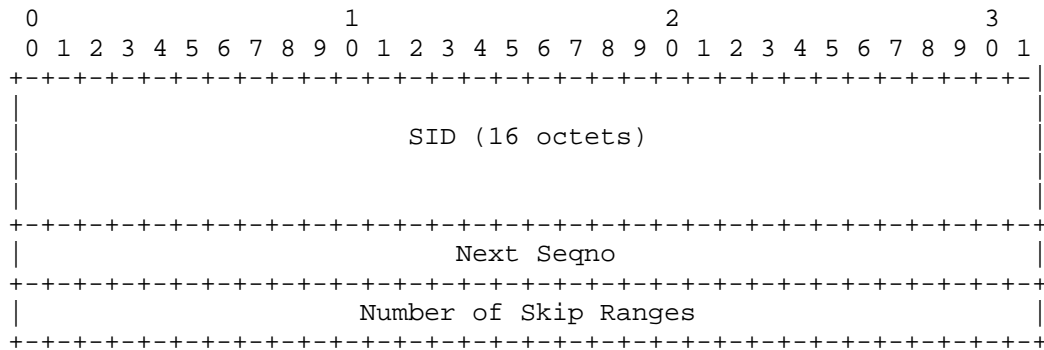 0                   1                   2                   3
 0 1 2 3 4 5 6 7 8 9 0 1 2 3 4 5 6 7 8 9 0 1 2 3 4 5 6 7 8 9 0 1
+-+-+-+-+-+-+-+-+-+-+-+-+-+-+-+-+-+-+-+-+-+-+-+-+-+-+-+-+-+-+-+-|
|                                                               |
|                        SID (16 octets)                        |
|                                                               |
|                                                               |
+-+-+-+-+-+-+-+-+-+-+-+-+-+-+-+-+-+-+-+-+-+-+-+-+-+-+-+-+-+-+-+-+
|                           Next Seqno                          |
+-+-+-+-+-+-+-+-+-+-+-+-+-+-+-+-+-+-+-+-+-+-+-+-+-+-+-+-+-+-+-+-+
|                     Number of Skip Ranges                     |
+-+-+-+-+-+-+-+-+-+-+-+-+-+-+-+-+-+-+-+-+-+-+-+-+-+-+-+-+-+-+-+-+